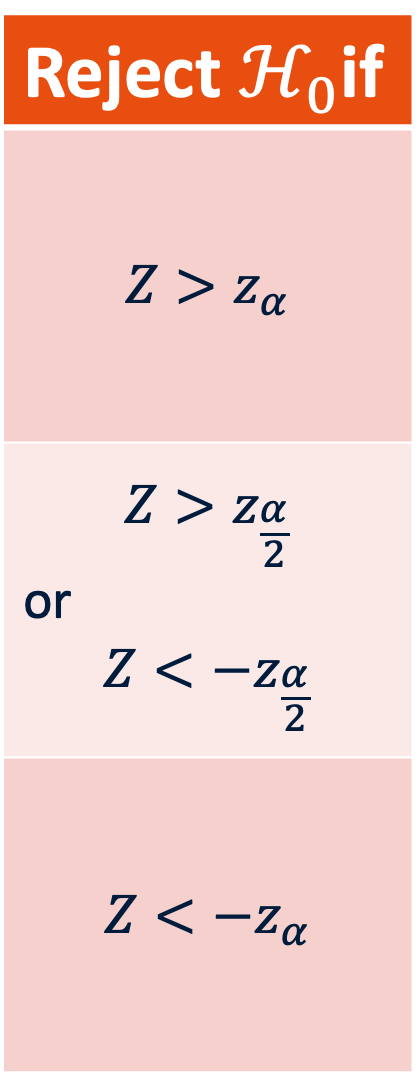 Reject ℋ₀ if
Z > z_α
Z > z_{α/2}
or
Z < −z_{α/2}
Z < −z_α